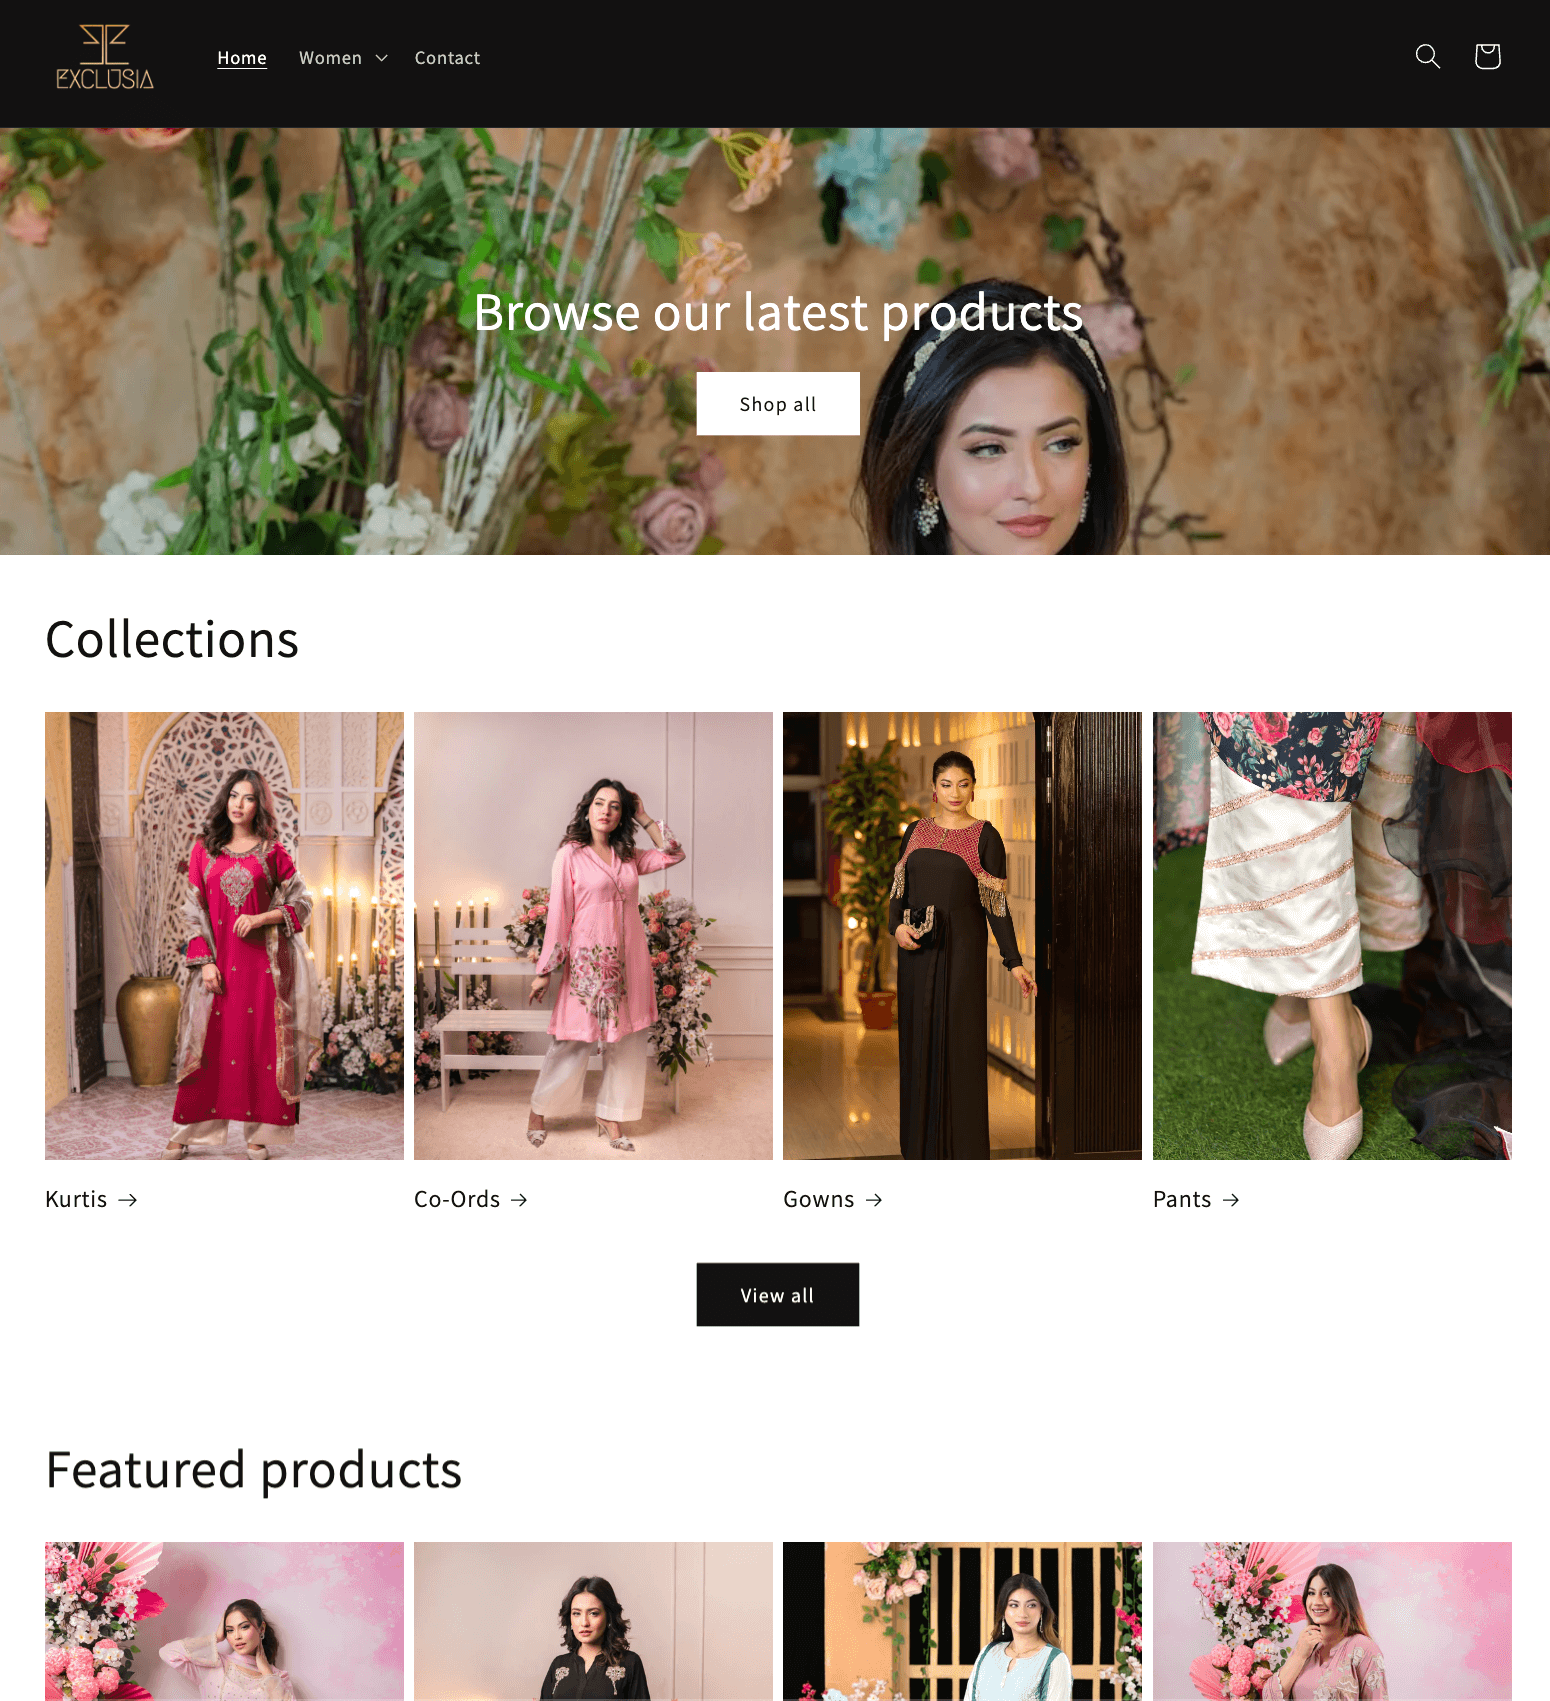 EXCLUSIA
Home Women Contact
Browse our latest products
Shop all
Collections
Kurtis
Co-Ords
Gowns
Pants
View all
Featured products